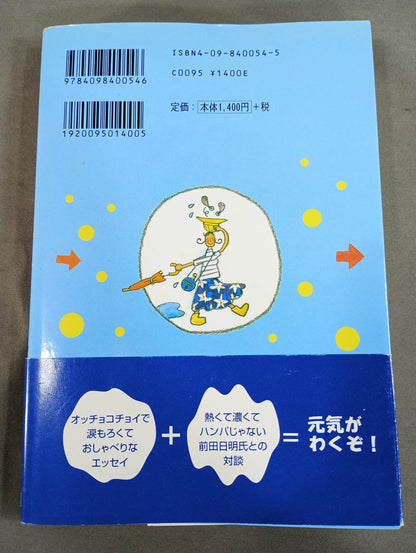 ISBN4-09-840054-5
9784098400546
C0095 ¥1400E
定価：本体1,400円+税
1920095014005
オッチョコチョイで
涙もろくて
おしゃべりな
エッセイ
+
熱くて濃くて
ハンパじゃない
前田日明氏との
対談
=
元気が
わくぞ！